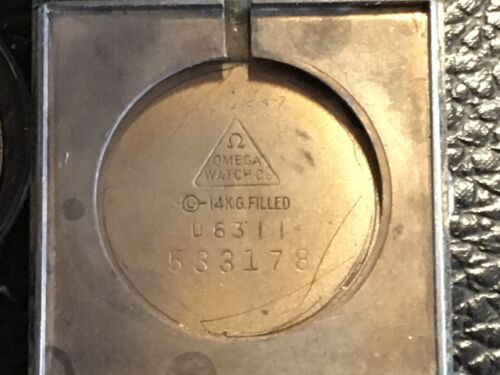 Ω
OMEGA
WATCH Co
Ⓛ-14K.G.FILLED
D6311
533178